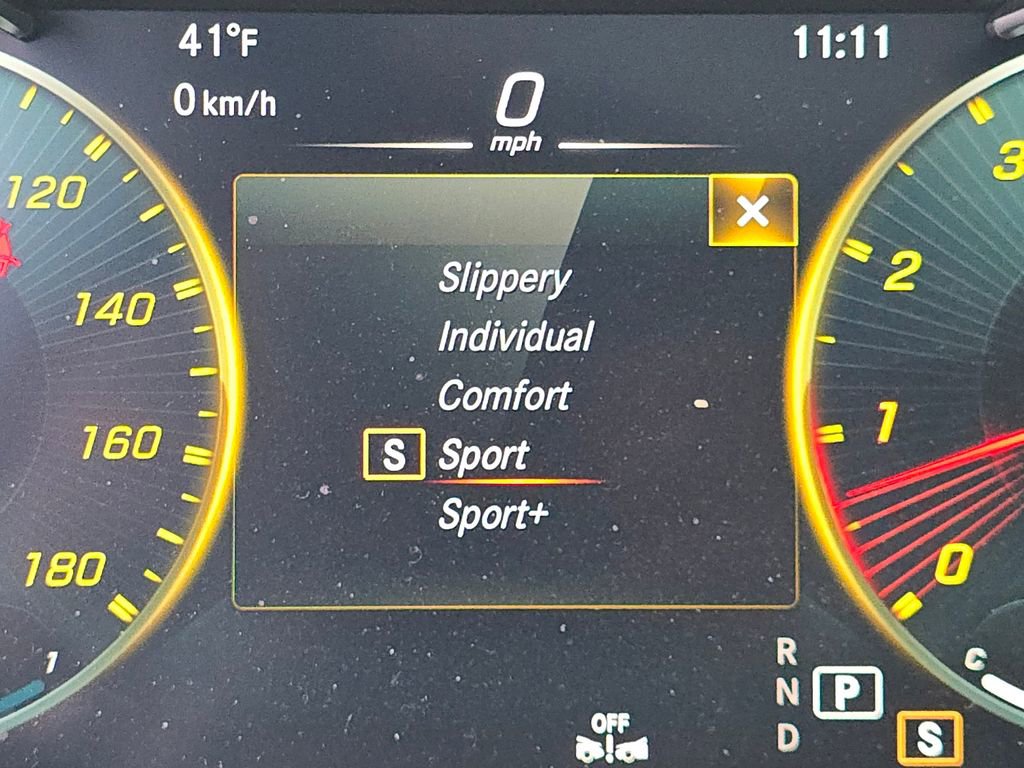 41°F
11:11
0 km/h
0
mph
120
140
160
180
1
3
2
1
0
C
Slippery
Individual
Comfort
S Sport
Sport+
R
N
P
D
S
OFF